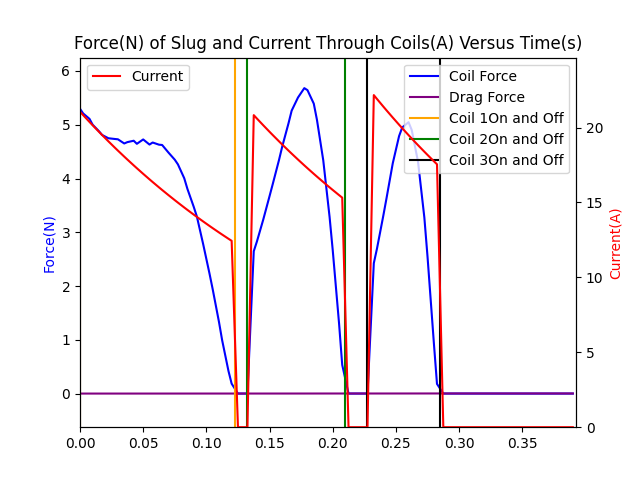 Force(N) of Slug and Current Through Coils(A) Versus Time(s)
Current
Coil Force
Drag Force
Coil 1On and Off
Coil 2On and Off
Coil 3On and Off
Force(N)
6
5
4
3
2
1
0
Current(A)
20
15
10
5
0
0.00 0.05 0.10 0.15 0.20 0.25 0.30 0.35